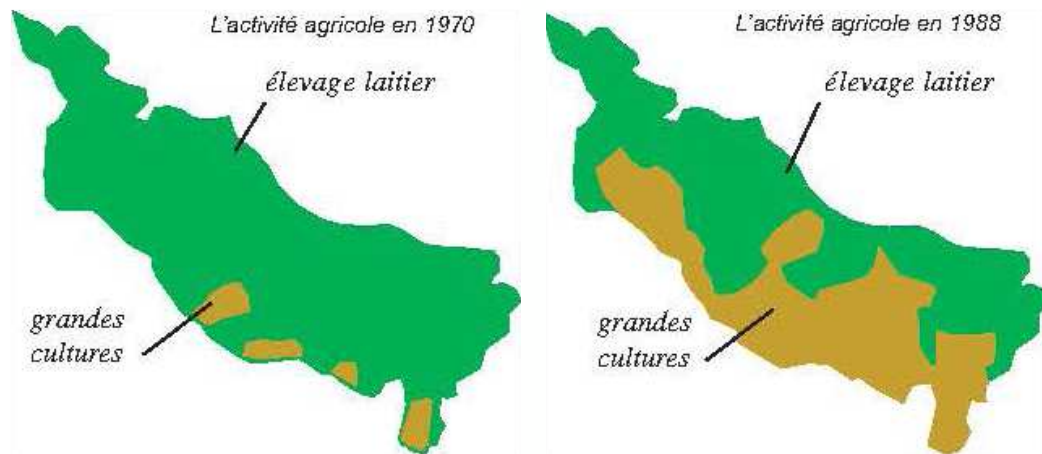 L'activité agricole en 1970
élevage laitier
grandes
cultures
L'activité agricole en 1988
élevage laitier
grandes
cultures